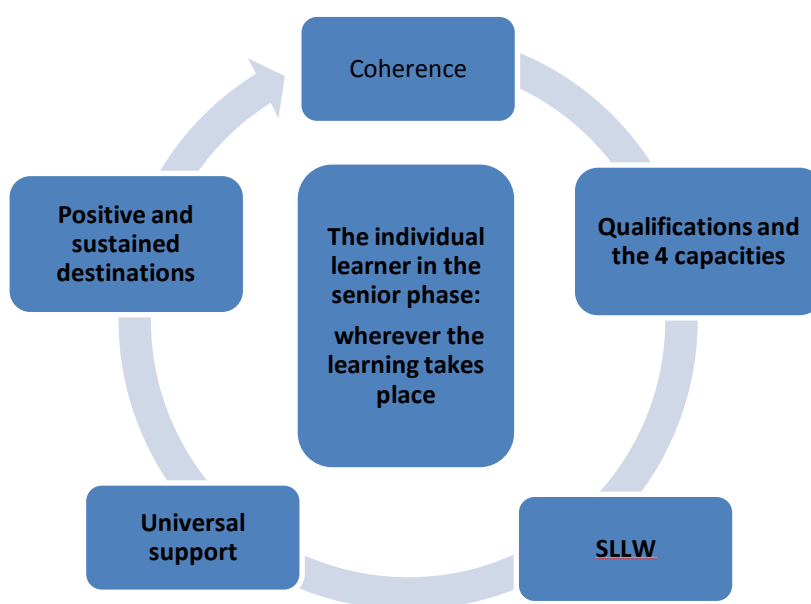 Coherence
Qualifications and
the 4 capacities
SLLW
Universal
support
Positive and
sustained
destinations
The individual
learner in the
senior phase:
wherever the
learning takes
place